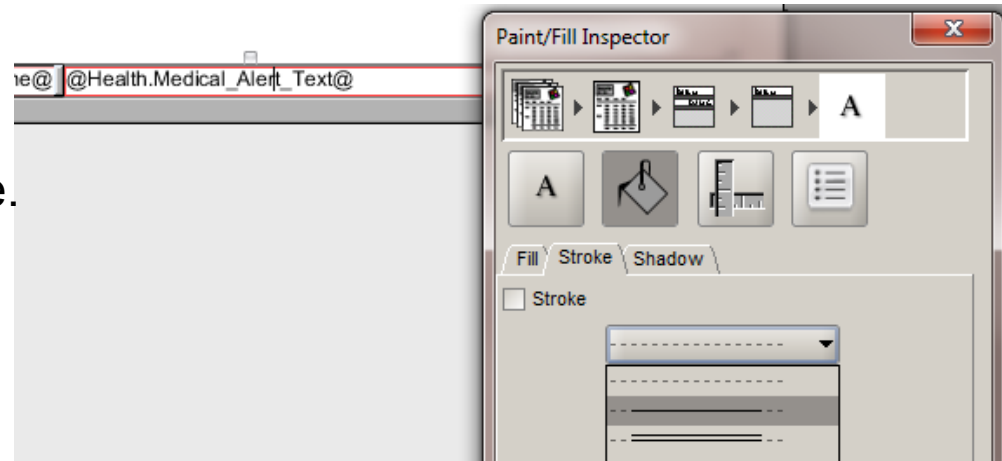 Paint/Fill Inspector
ne@ @Health.Medical_Alert_Text@
A
A
e.
Fill Stroke Shadow
Stroke